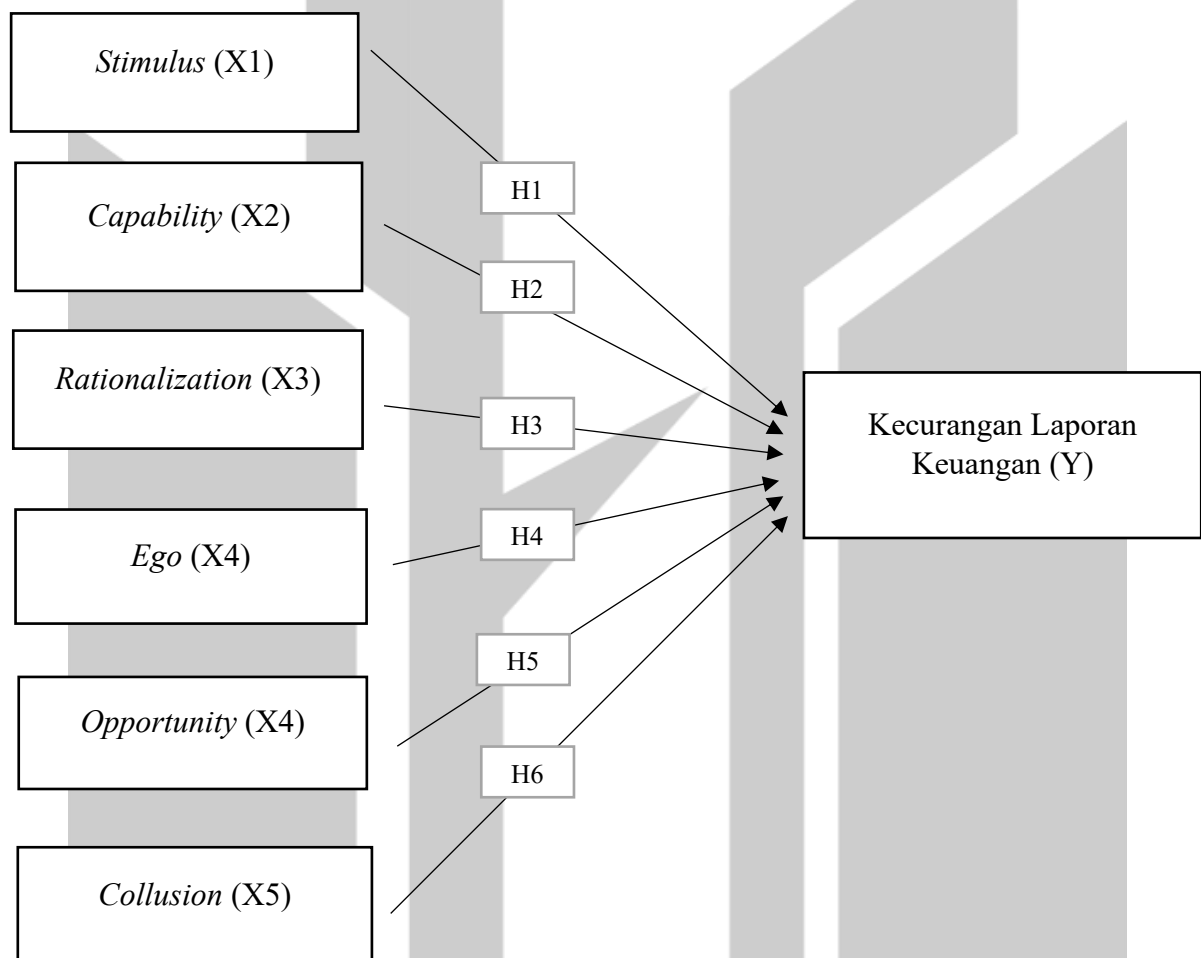 Stimulus (X1)
H1
Capability (X2)
H2
Rationalization (X3)
H3
Kecurangan Laporan
Keuangan (Y)
Ego (X4)
H4
H5
Opportunity (X4)
H6
Collusion (X5)